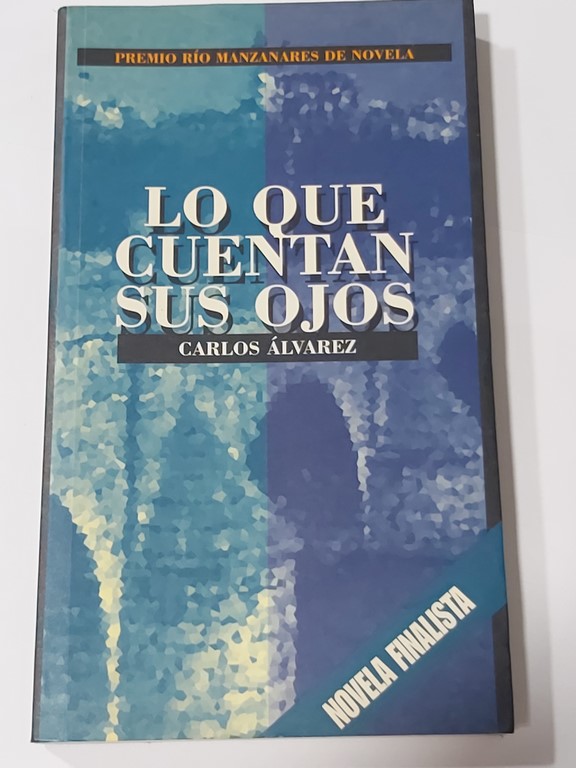 PREMIO RÍO MANZANARES DE NOVELA
LO QUE
CUENTAN
SUS OJOS
CARLOS ÁLVAREZ
NOVELA FINALISTA